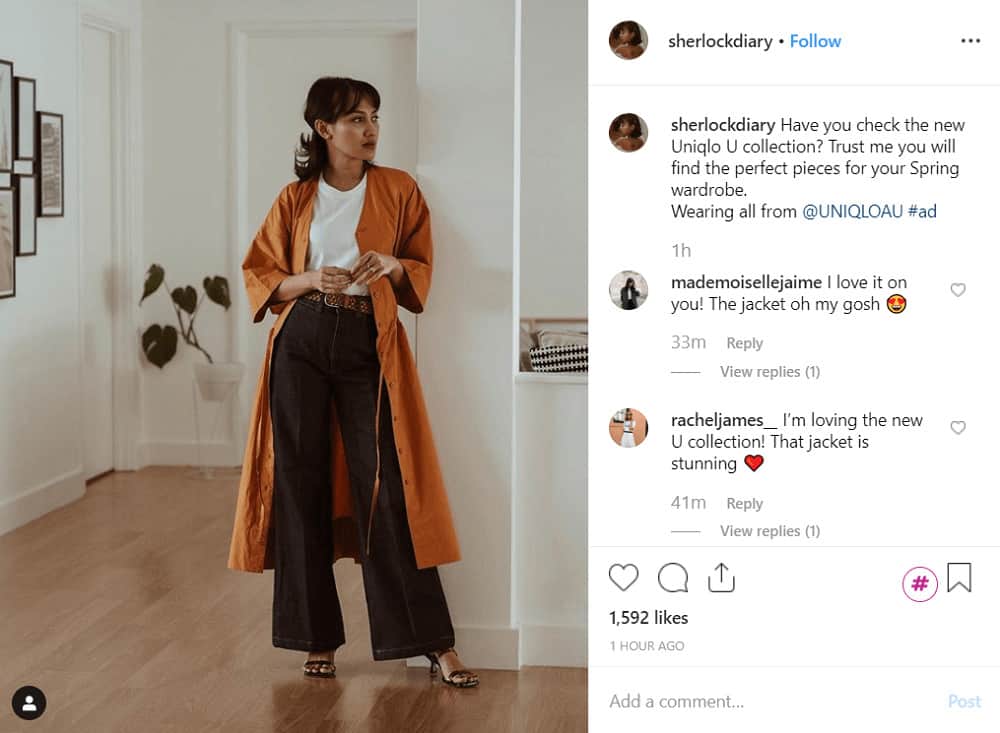 sherlockdiary • Follow
sherlockdiary Have you check the new
Uniqlo U collection? Trust me you will
find the perfect pieces for your Spring
wardrobe.
Wearing all from @UNIQLOAU #ad
1h
mademoisellejaime I love it on
you! The jacket oh my gosh 😍
33m Reply
View replies (1)
racheljames__ I'm loving the new
U collection! That jacket is
stunning ❤️
41m Reply
View replies (1)
#
1,592 likes
1 HOUR AGO
Add a comment... Post